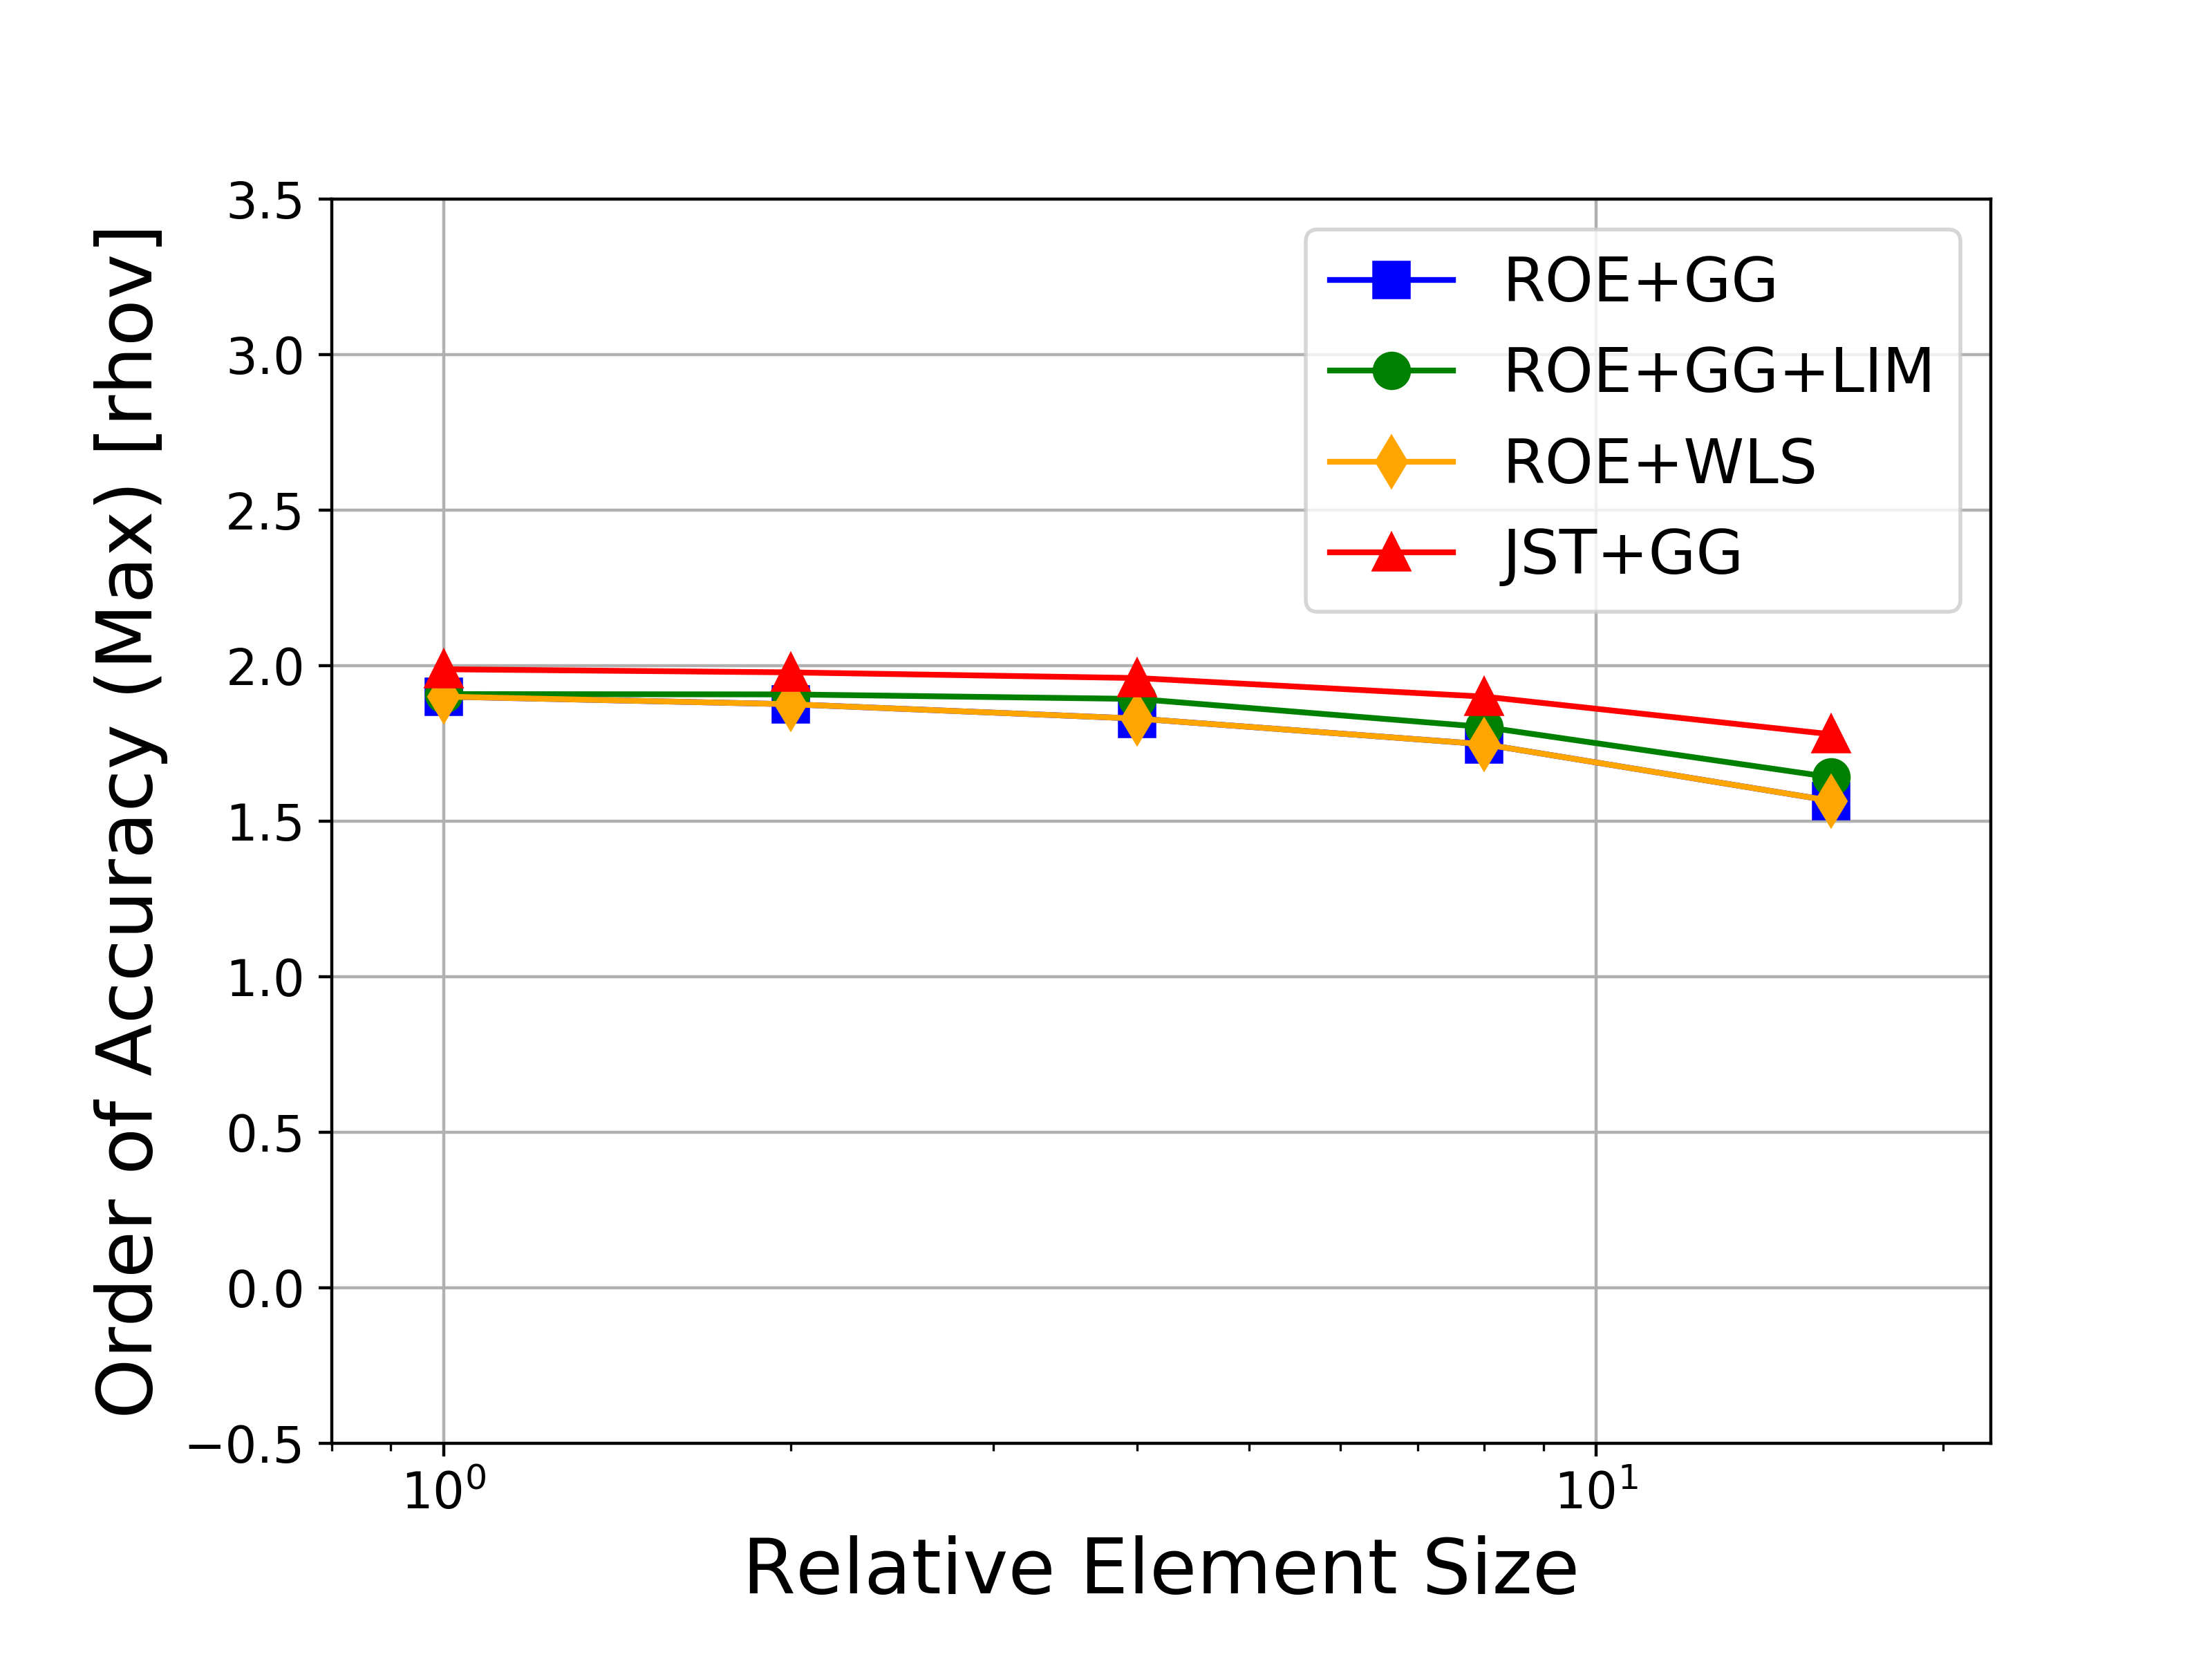 Order of Accuracy (Max) [rhov]
3.5
3.0
2.5
2.0
1.5
1.0
0.5
0.0
−0.5
ROE+GG
ROE+GG+LIM
ROE+WLS
JST+GG
10⁰
10¹
Relative Element Size